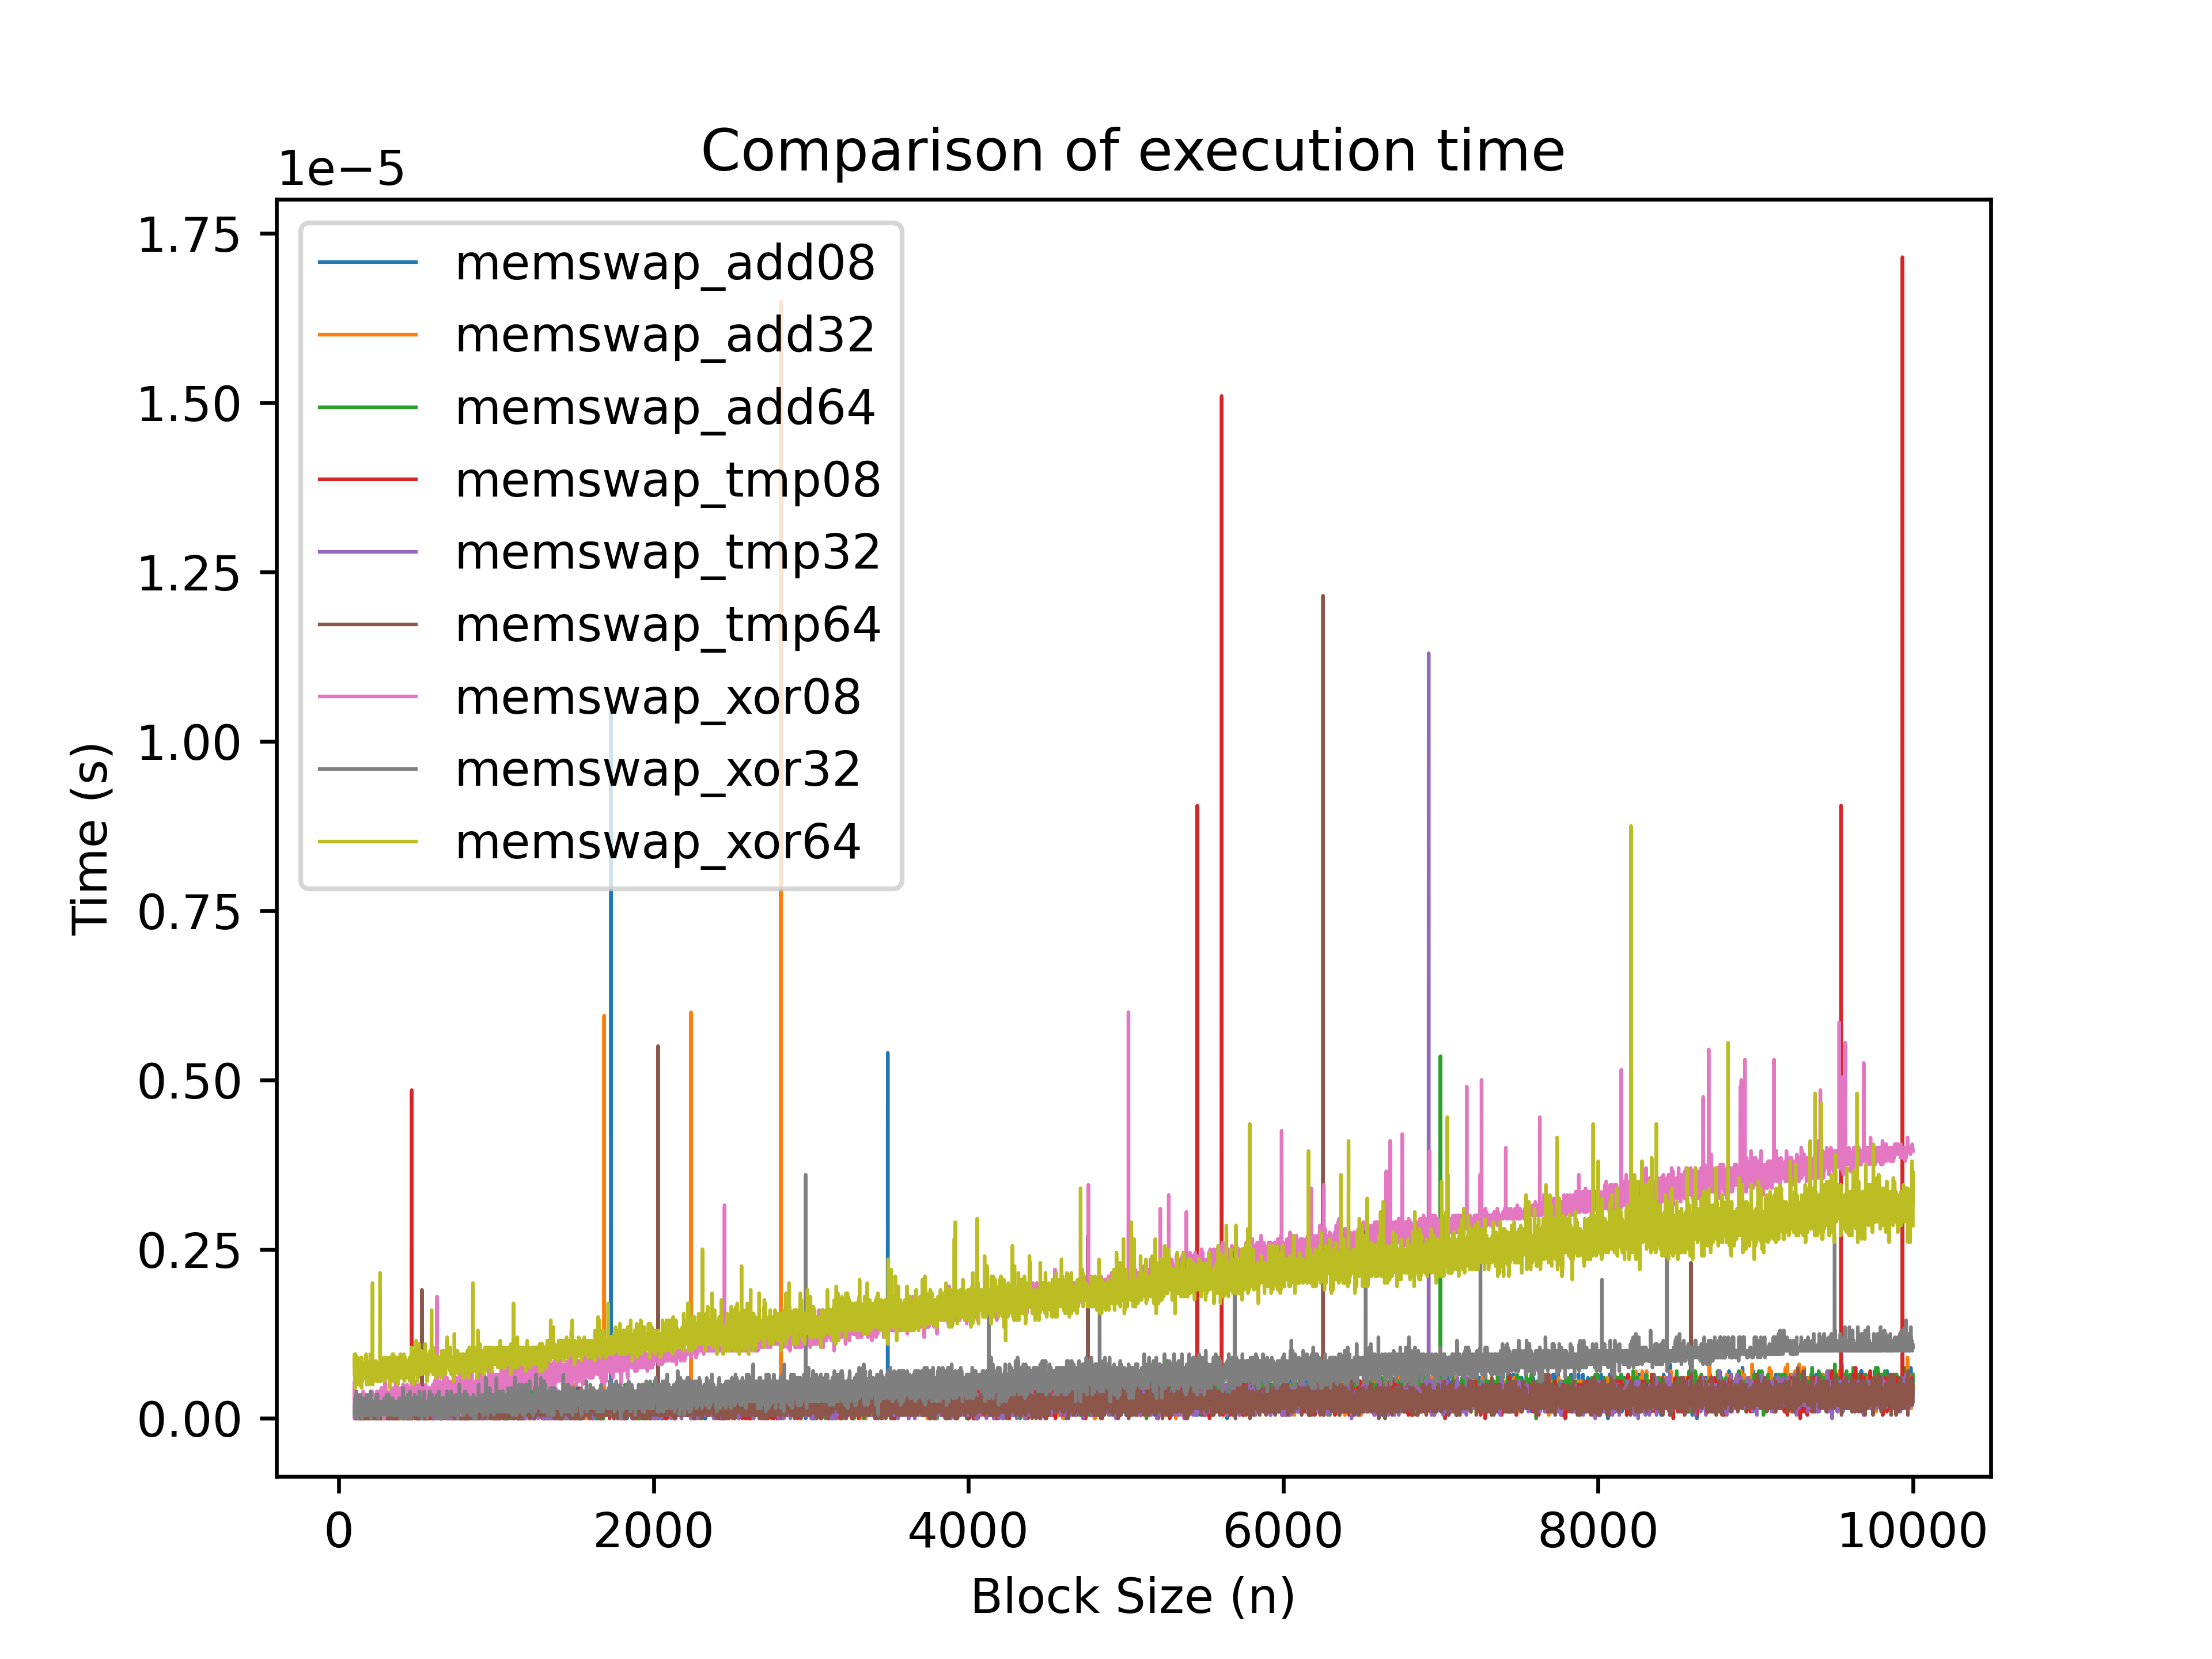 Comparison of execution time
1e−5
1.75
1.50
1.25
1.00
0.75
0.50
0.25
0.00
Time (s)
memswap_add08
memswap_add32
memswap_add64
memswap_tmp08
memswap_tmp32
memswap_tmp64
memswap_xor08
memswap_xor32
memswap_xor64
0 2000 4000 6000 8000 10000
Block Size (n)